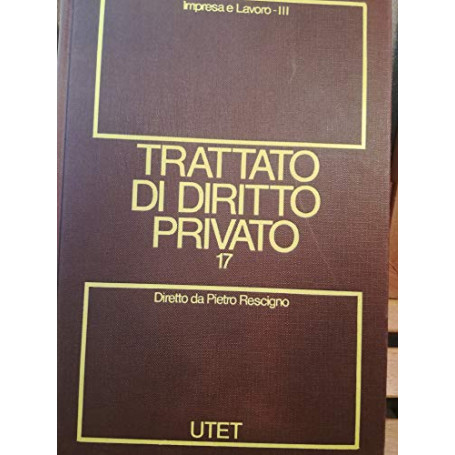 Impresa e Lavoro - III
TRATTATO
DI DIRITTO
PRIVATO
17
Diretto da Pietro Rescigno
UTET